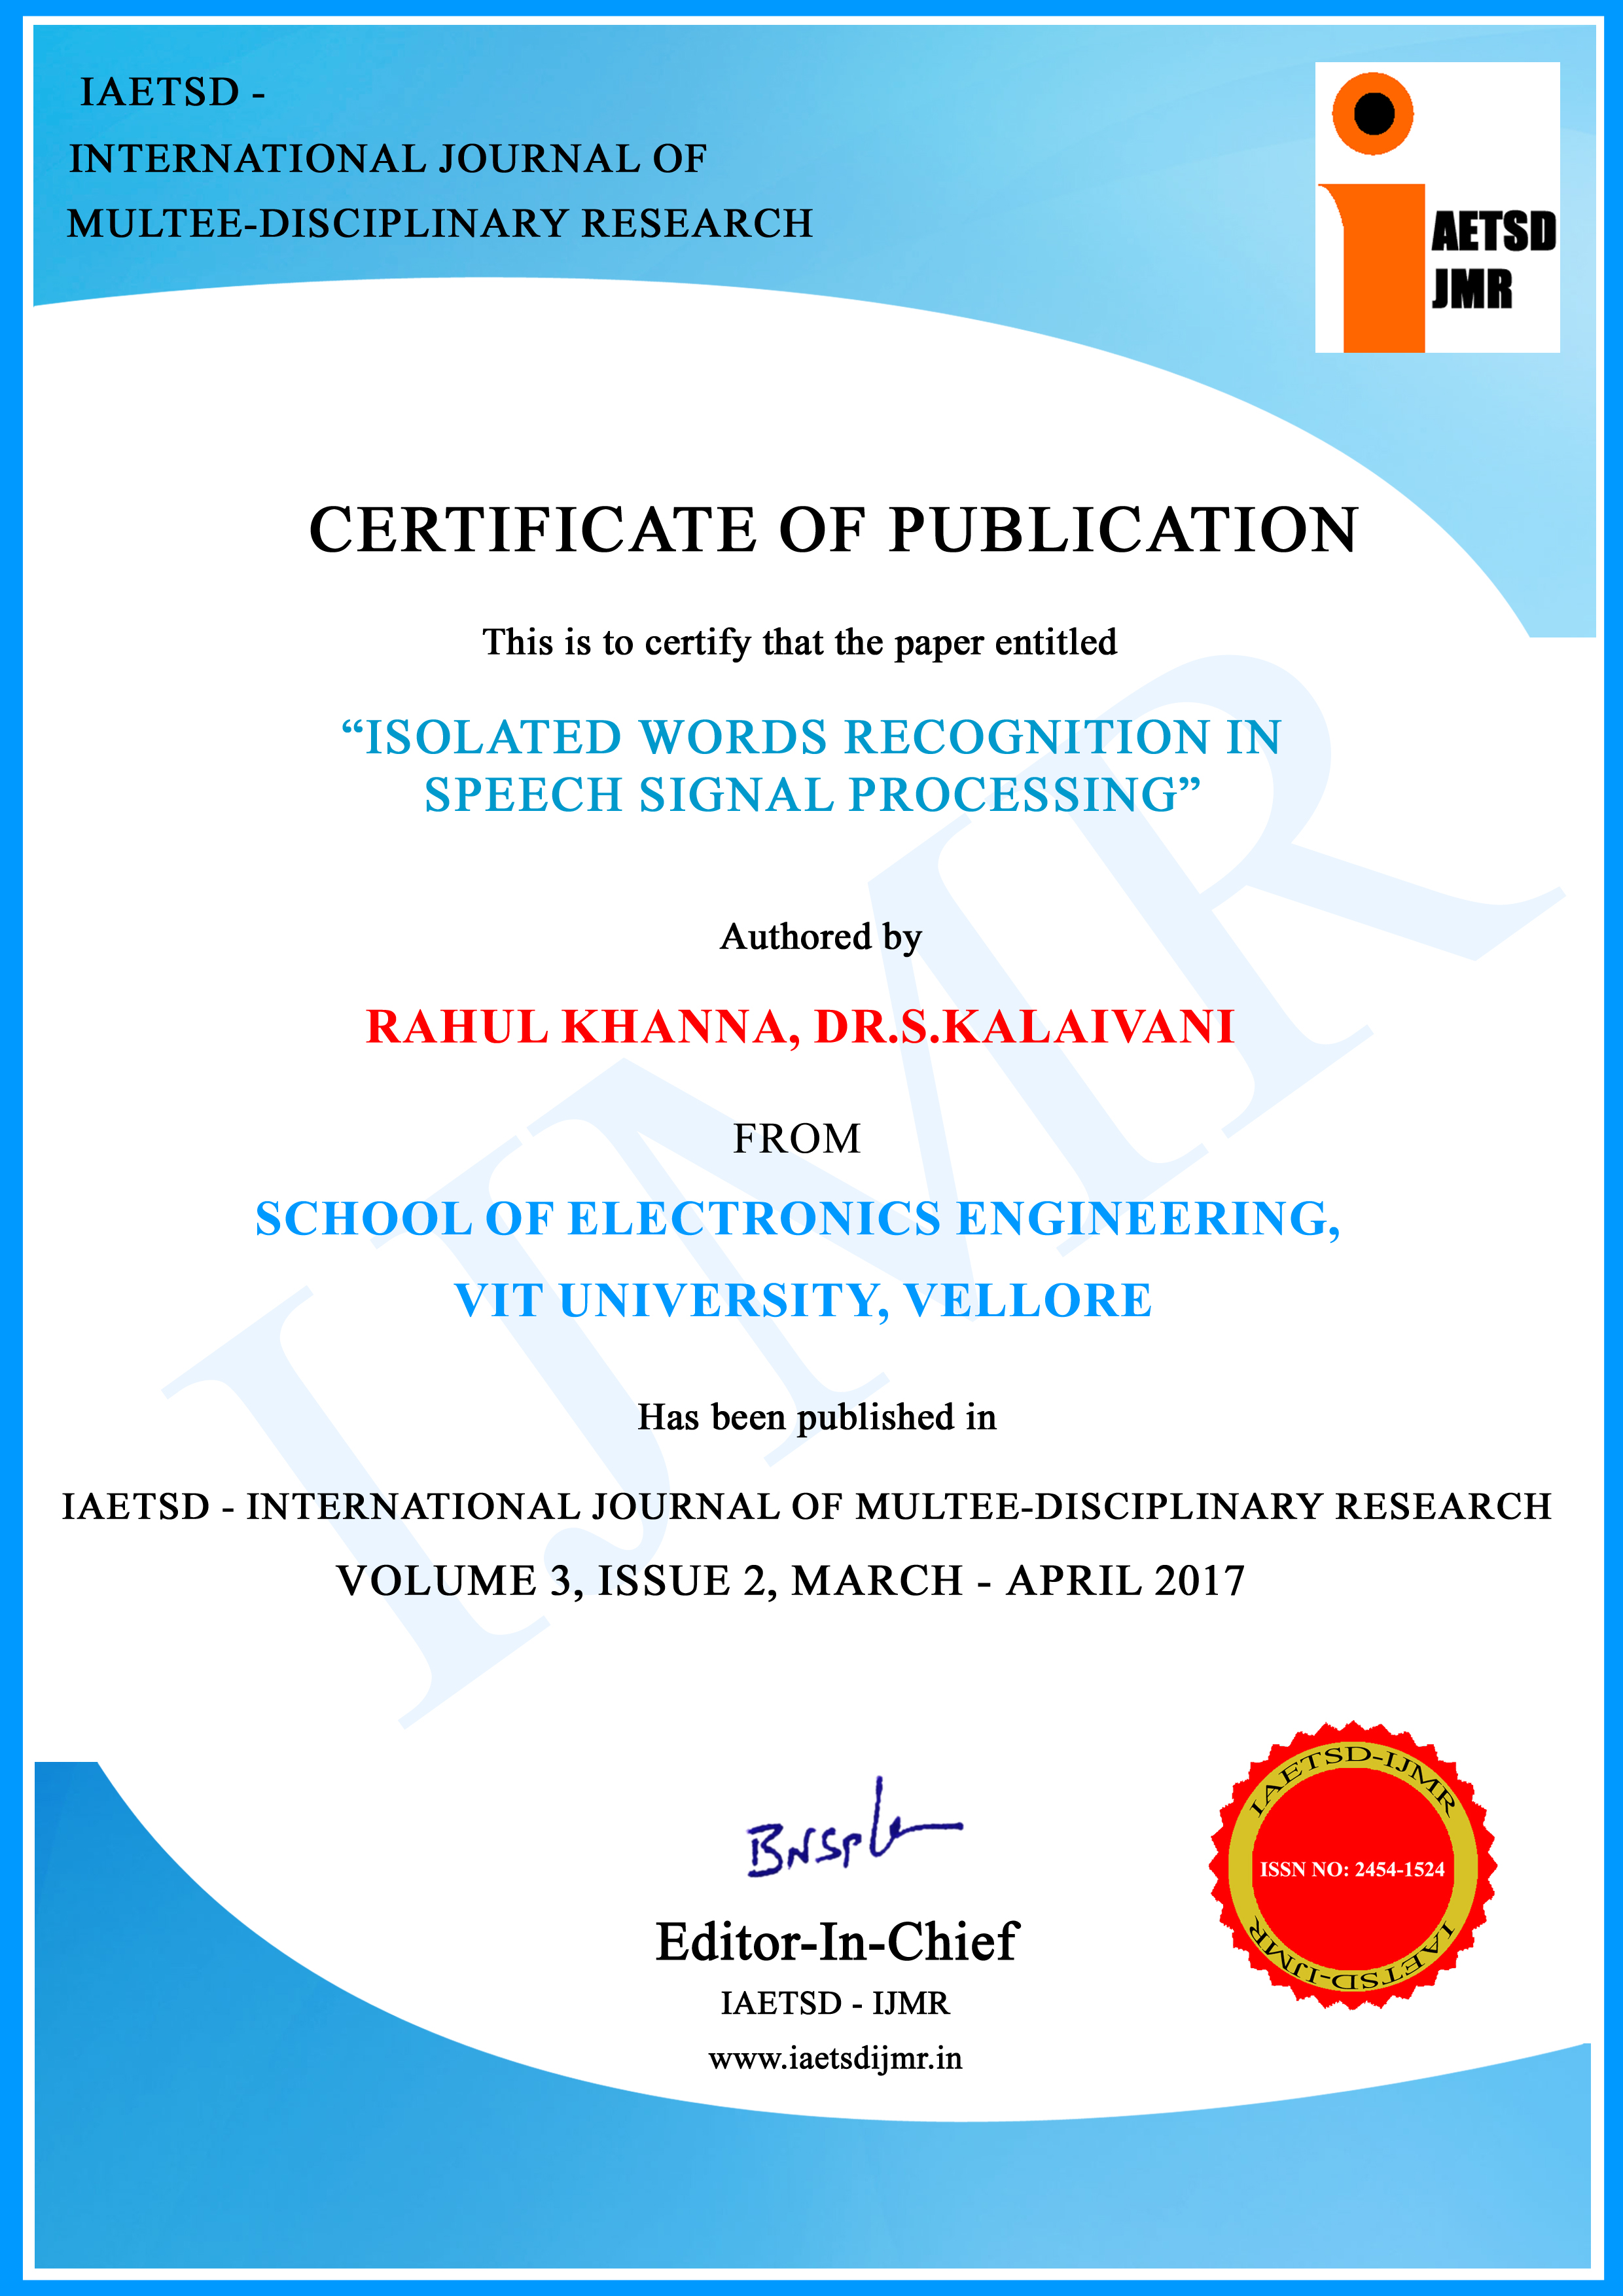 IAETSD -
INTERNATIONAL JOURNAL OF
MULTEE-DISCIPLINARY RESEARCH
AETSD
JMR
CERTIFICATE OF PUBLICATION
This is to certify that the paper entitled
“ISOLATED WORDS RECOGNITION IN
SPEECH SIGNAL PROCESSING”
Authored by
RAHUL KHANNA, DR.S.KALAIVANI
FROM
SCHOOL OF ELECTRONICS ENGINEERING,
VIT UNIVERSITY, VELLORE
Has been published in
IAETSD - INTERNATIONAL JOURNAL OF MULTEE-DISCIPLINARY RESEARCH
VOLUME 3, ISSUE 2, MARCH - APRIL 2017
IJMR
Editor-In-Chief
IAETSD - IJMR
www.iaetsdijmr.in
IAETSD-IJMR
ISSN NO: 2454-1524
IAETSD-IJMR